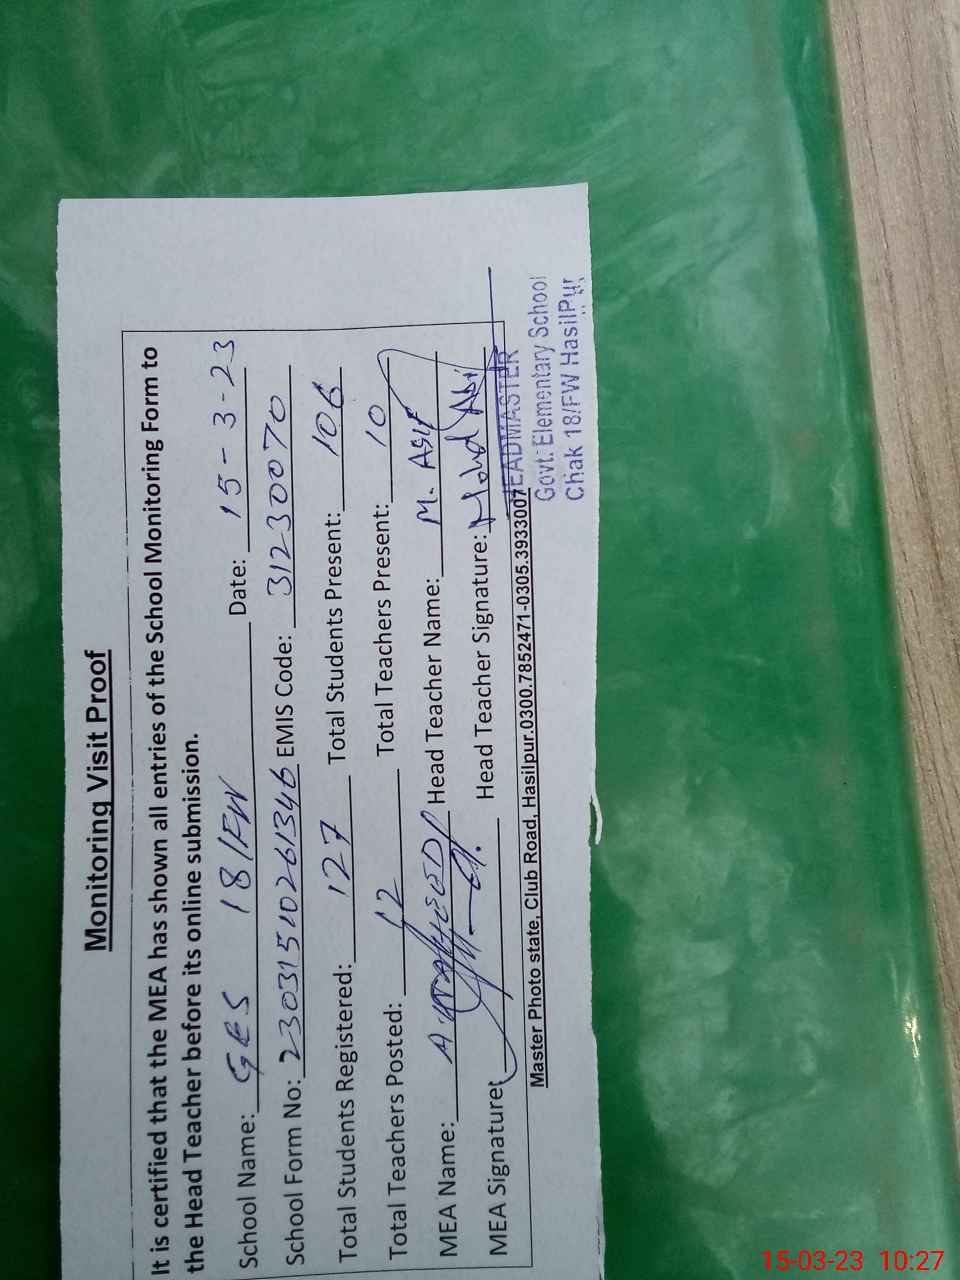 Monitoring Visit Proof
It is certified that the MEA has shown all entries of the School Monitoring Form to
the Head Teacher before its online submission.
School Name: GES 18/FW Date: 15-3-23
School Form No: 23031510261346 EMIS Code: 31230070
Total Students Registered: 127 Total Students Present: 106
Total Teachers Posted: 12 Total Teachers Present: 10
MEA Name: A. Head Teacher Name: M. ASIF
MEA Signature: Head Teacher Signature: Mohd
HEADMASTER
Govt: Elementary School
Chak 18/FW HasilPur
Master Photo state, Club Road, Hasilpur.0300.7852471-0305.3933007
15-03-23 10:27